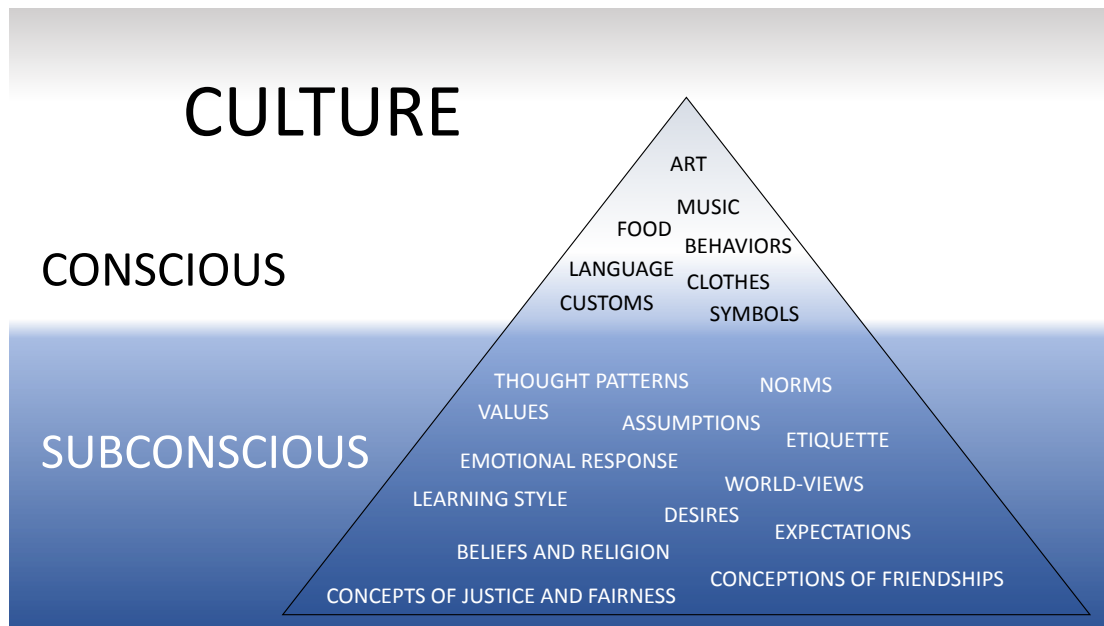 CULTURE
ART
MUSIC
FOOD
BEHAVIORS
CONSCIOUS
LANGUAGE
CLOTHES
CUSTOMS
SYMBOLS
THOUGHT PATTERNS
NORMS
VALUES
ASSUMPTIONS
ETIQUETTE
SUBCONSCIOUS
EMOTIONAL RESPONSE
WORLD-VIEWS
LEARNING STYLE
DESIRES
EXPECTATIONS
BELIEFS AND RELIGION
CONCEPTIONS OF FRIENDSHIPS
CONCEPTS OF JUSTICE AND FAIRNESS